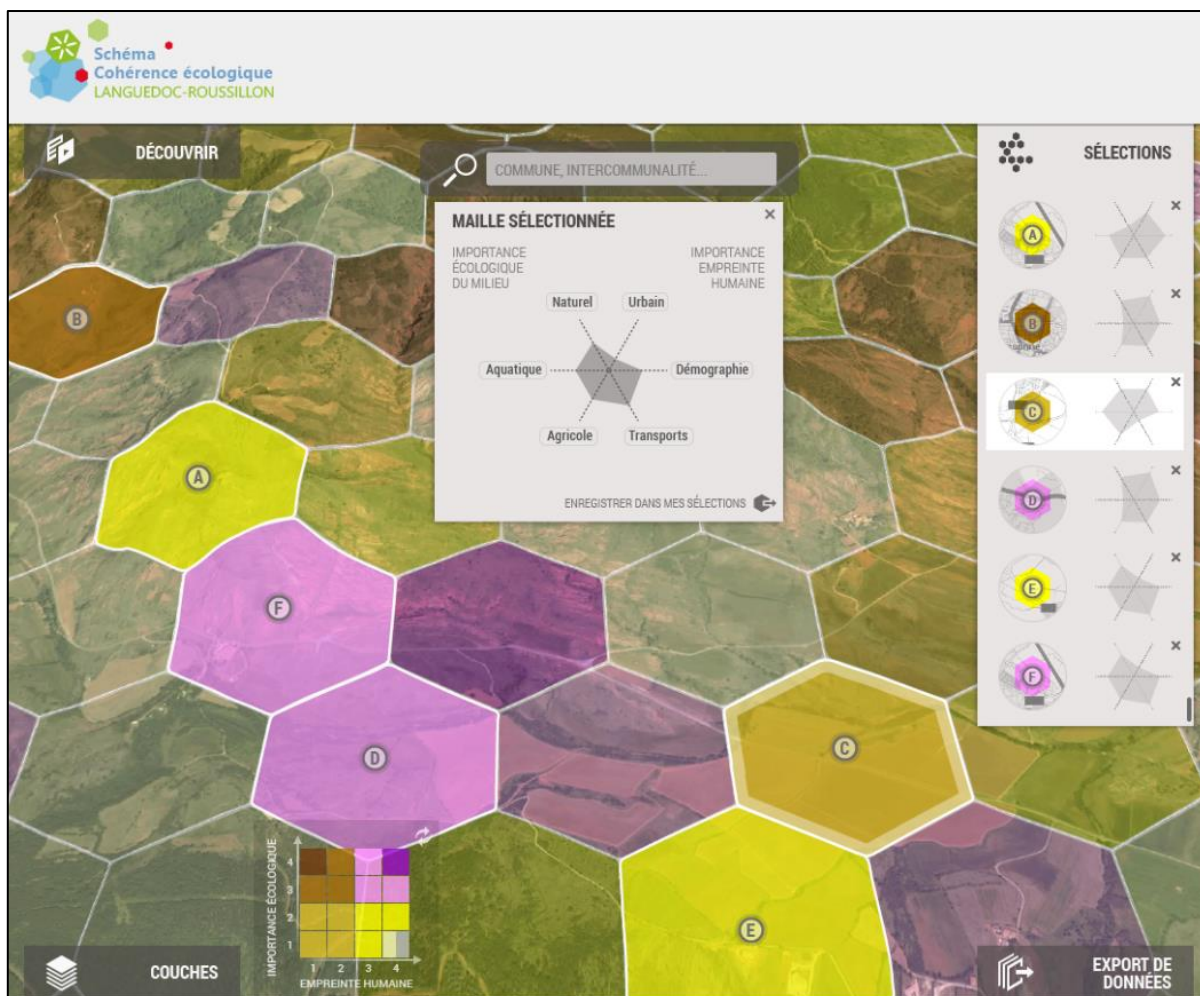 Schéma
Cohérence écologique
LANGUEDOC-ROUSSILLON
DÉCOUVRIR
COMMUNE, INTERCOMMUNALITÉ...
SÉLECTIONS
MAILLE SÉLECTIONNÉE
IMPORTANCE
ÉCOLOGIQUE
DU MILIEU
IMPORTANCE
EMPREINTE
HUMAINE
Naturel
Urbain
Aquatique
Démographie
Agricole
Transports
ENREGISTRER DANS MES SÉLECTIONS
A
B
C
D
E
F
B
A
F
D
C
E
IMPORTANCE ÉCOLOGIQUE
4
3
2
1
1 2 3 4
EMPREINTE HUMAINE
COUCHES
EXPORT DE
DONNÉES